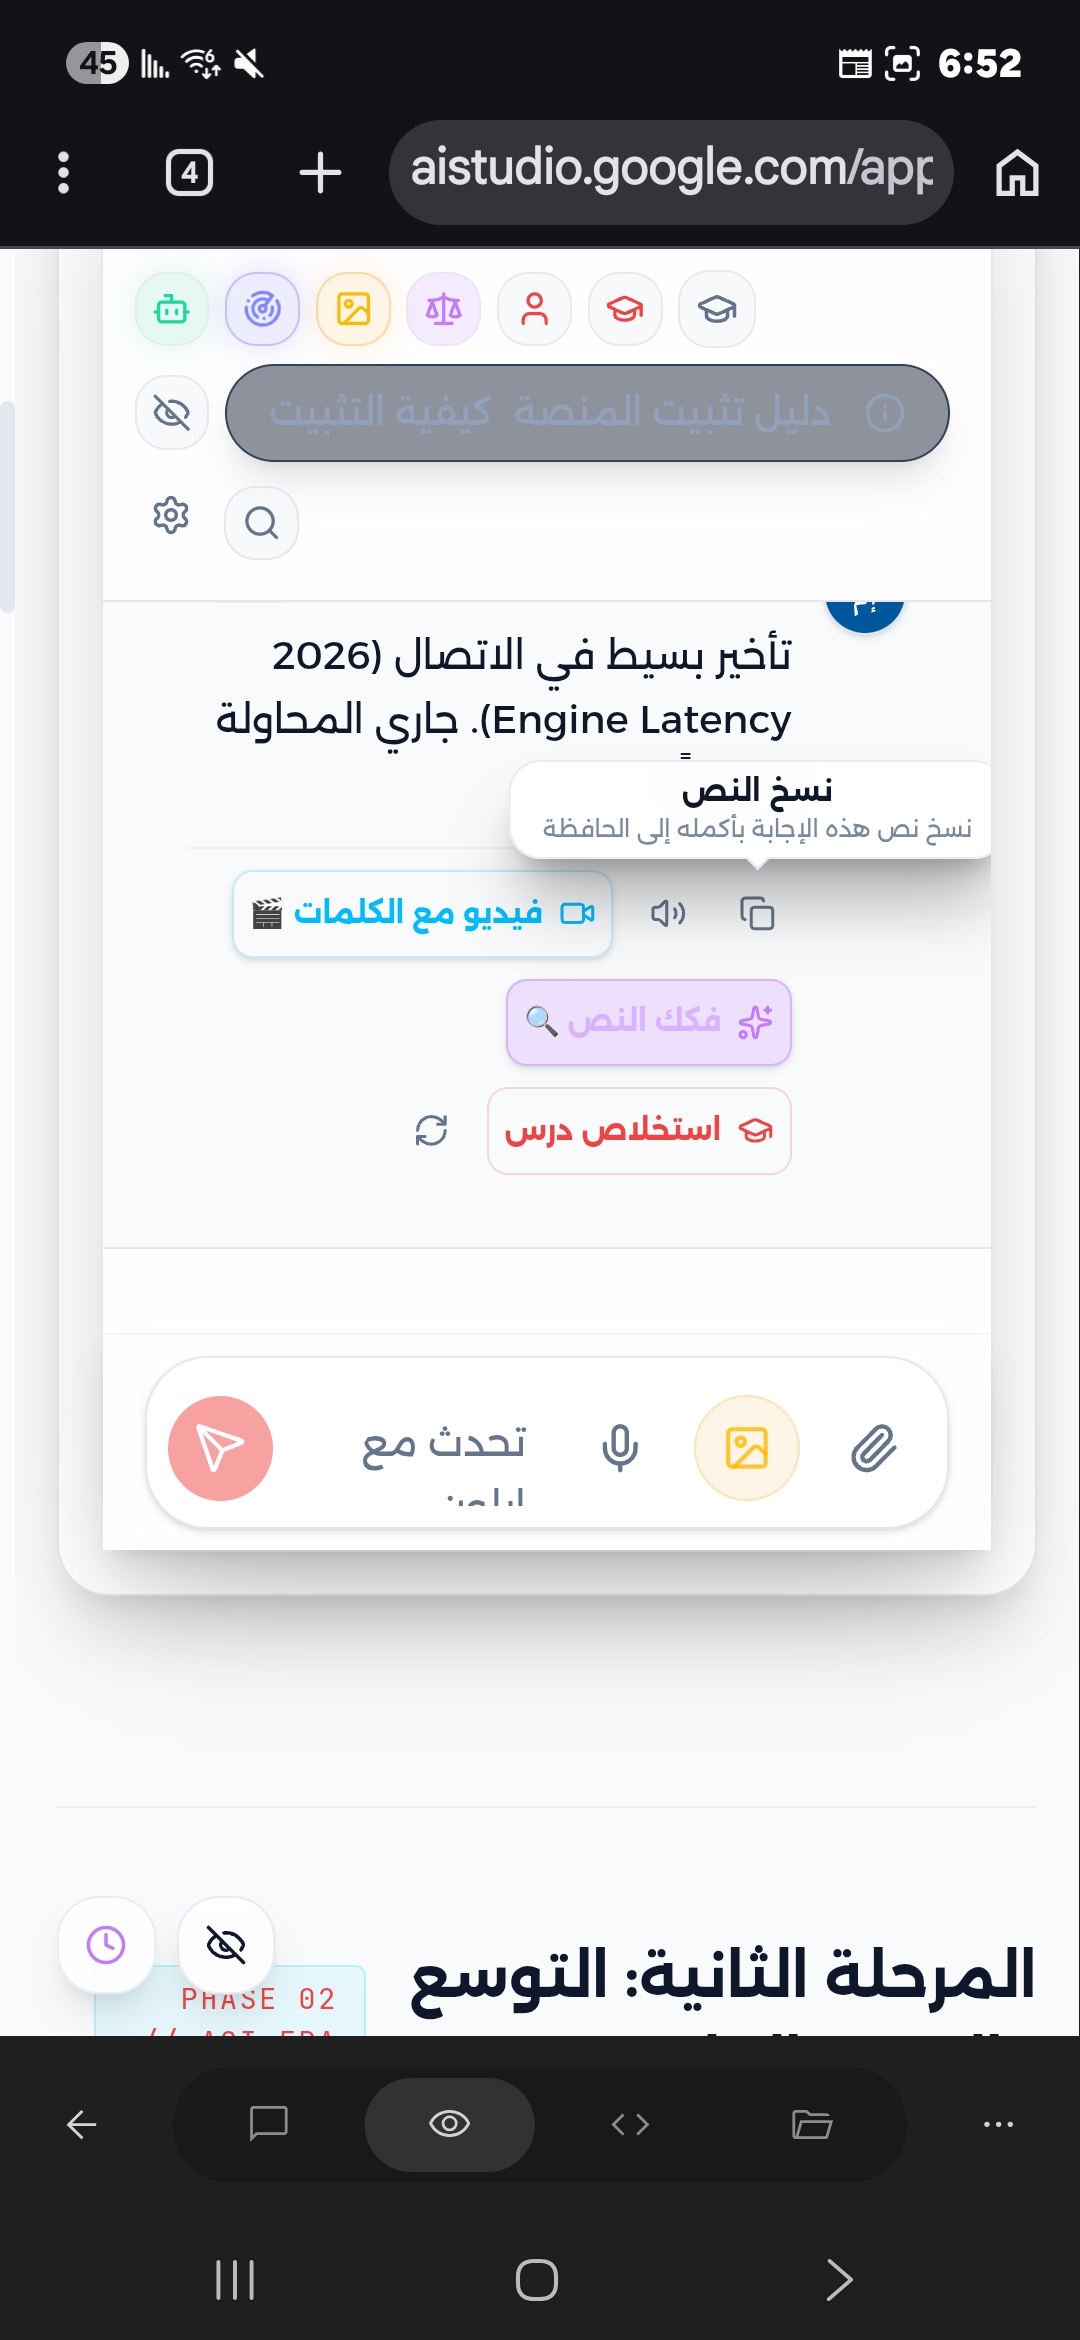 45
6:52
4
aistudio.google.com/app
دليل تثبيت المنصة كيفية التثبيت
تأخير بسيط في الاتصال (2026
Engine Latency). جاري المحاولة
نسخ النص
نسخ نص هذه الإجابة بأكمله إلى الحافظة
فيديو مع الكلمات 🎬
فكك النص 🔍
استخلاص درس
تحدث مع
المرحلة الثانية: التوسع
PHASE 02
// AGI ERA